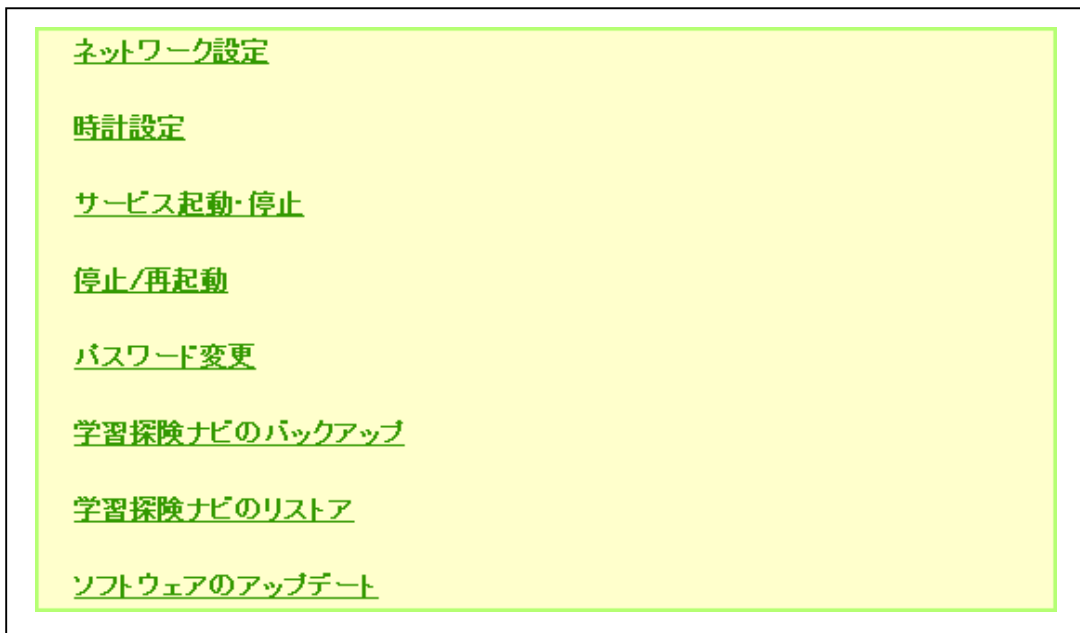 ネットワーク設定
時計設定
サービス起動・停止
停止/再起動
パスワード変更
学習探険ナビのバックアップ
学習探険ナビのリストア
ソフトウェアのアップデート